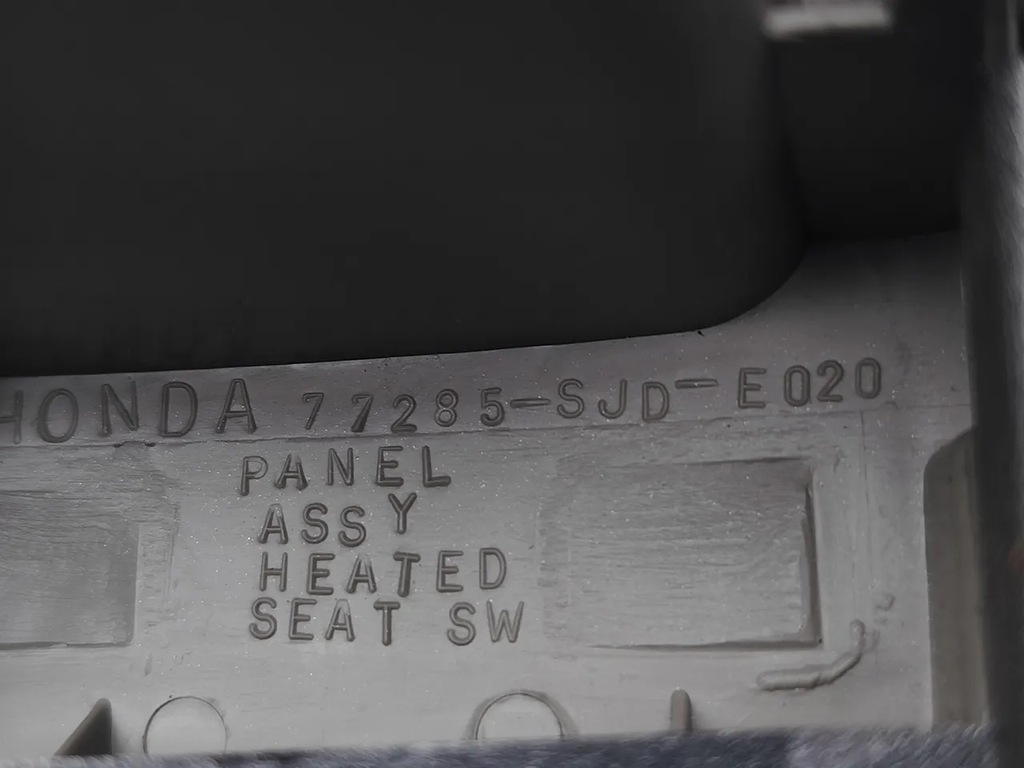 HONDA 77285-SJD-E020
PANEL
ASSY
HEATED
SEAT SW